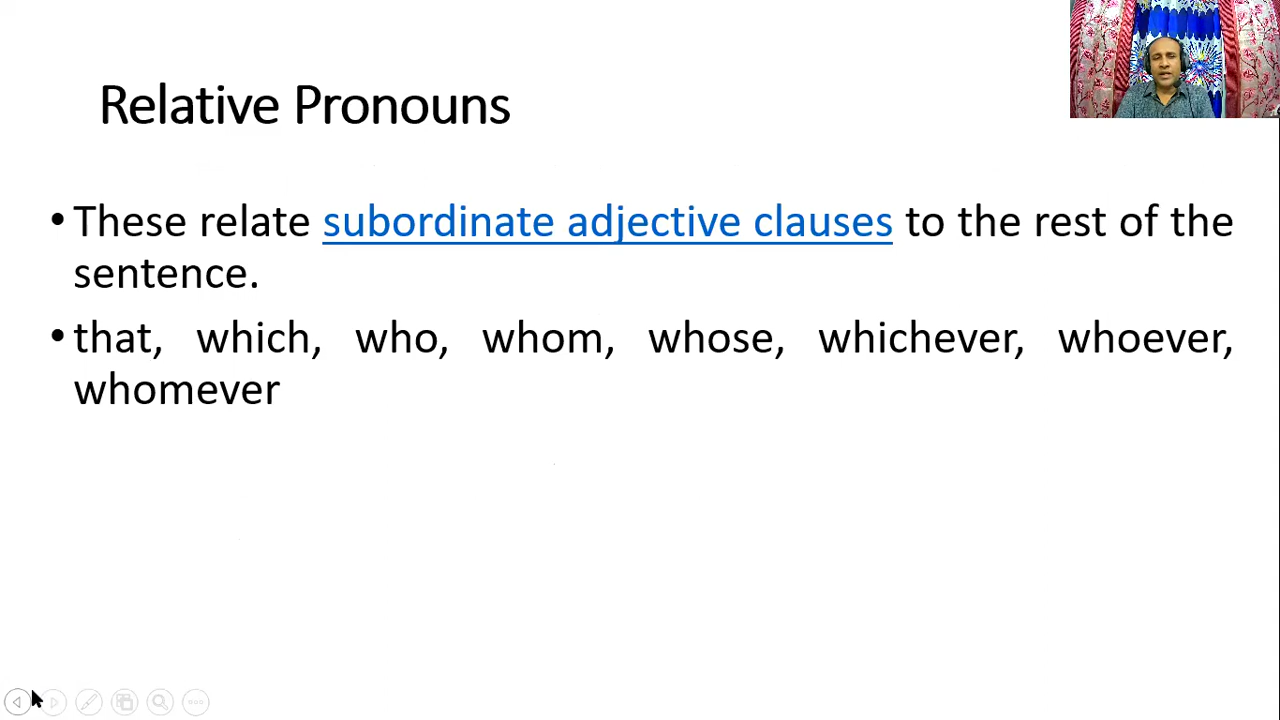 Relative Pronouns
• These relate subordinate adjective clauses to the rest of the
sentence.
• that, which, who, whom, whose, whichever, whoever,
whomever